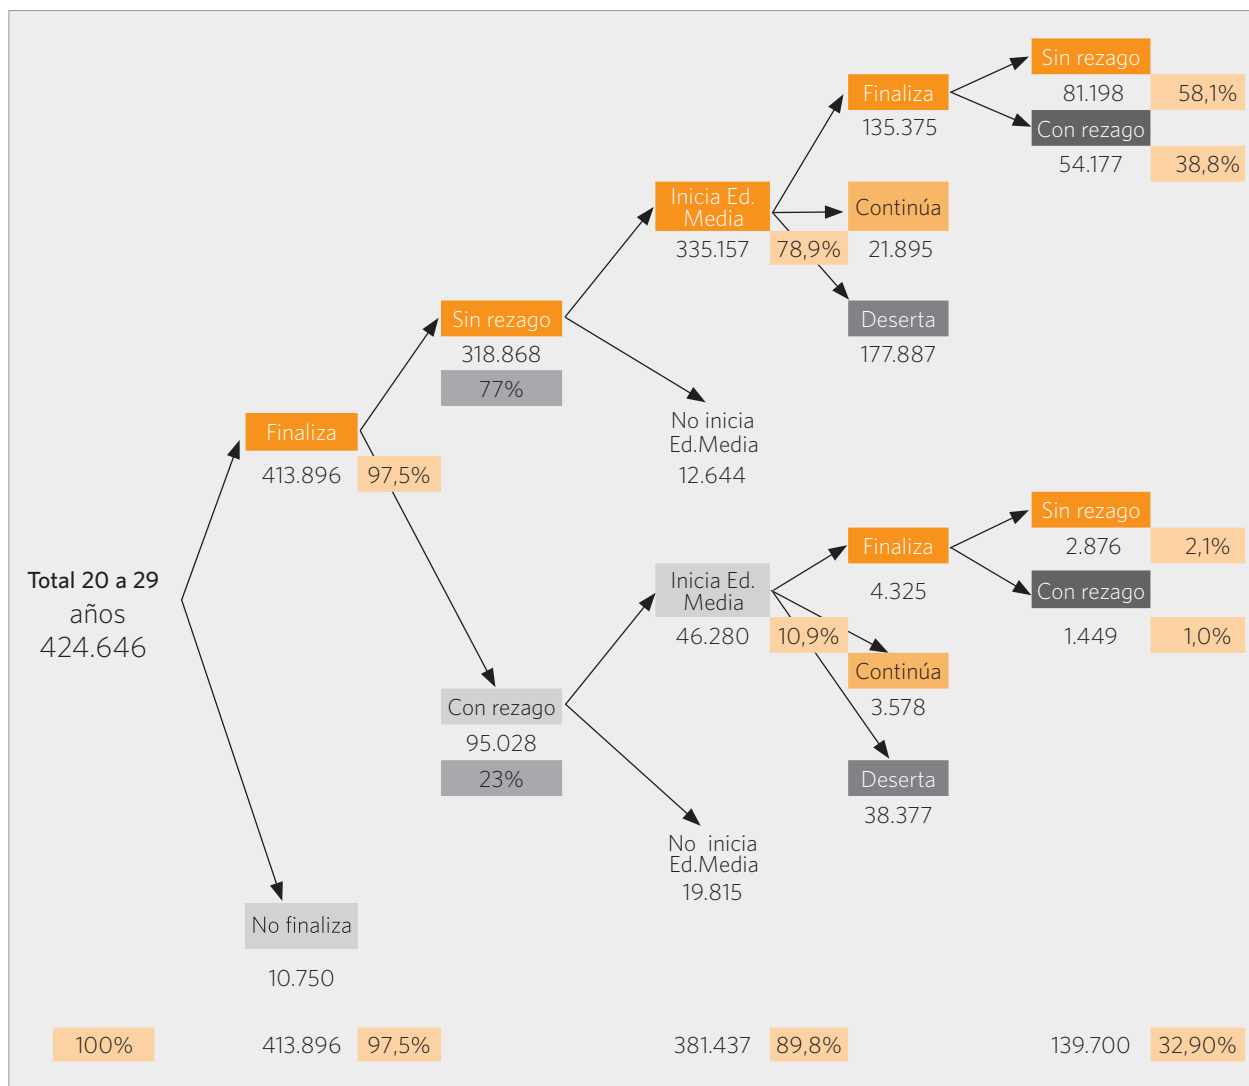 Sin rezago
81.198 58,1%
Con rezago
54.177 38,8%
Finaliza
135.375
Inicia Ed.
Media
335.157 78,9%
Continúa
21.895
Deserta
177.887
Sin rezago
318.868
77%
No inicia
Ed.Media
12.644
Finaliza
413.896 97,5%
Total 20 a 29
años
424.646
Sin rezago
2.876 2,1%
Con rezago
1.449 1,0%
Finaliza
4.325
Inicia Ed.
Media
46.280 10,9%
Continúa
3.578
Deserta
38.377
Con rezago
95.028
23%
No inicia
Ed.Media
19.815
No finaliza
10.750
100% 413.896 97,5% 381.437 89,8% 139.700 32,90%